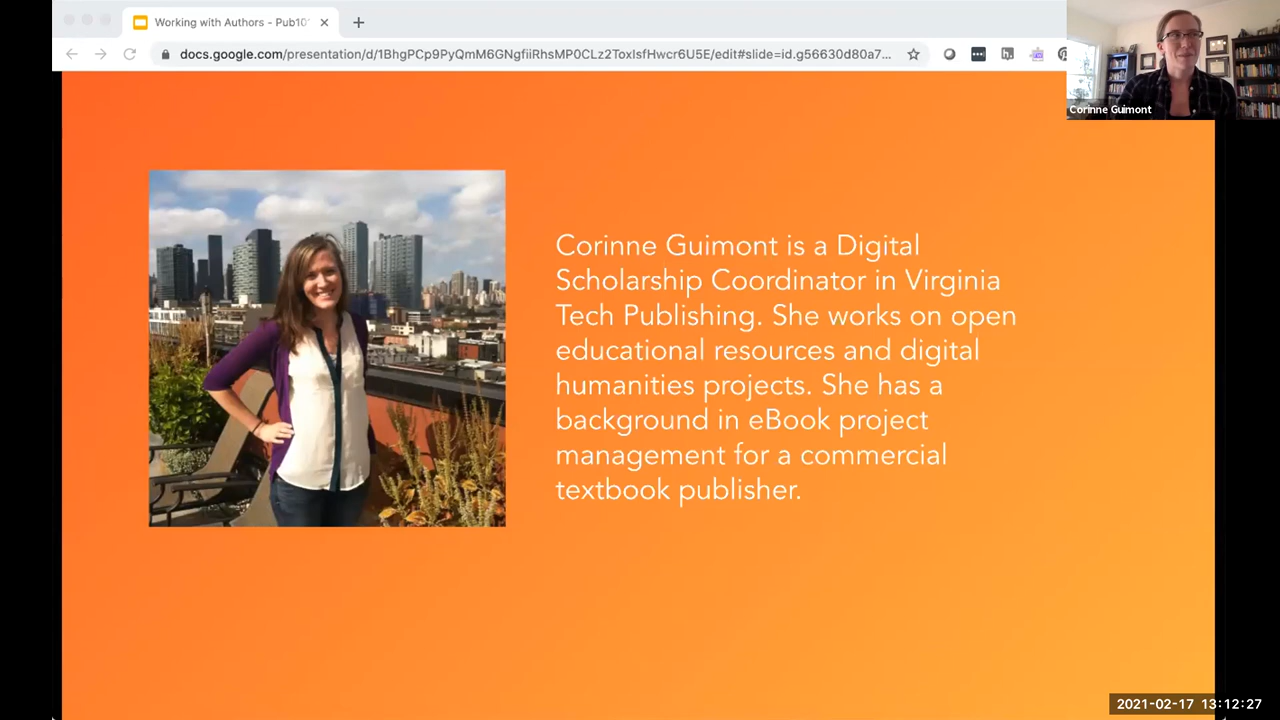 Working with Authors - Pub10
docs.google.com/presentation/d/1BhgPCp9PyQmM6GNgfiiRhsMP0CLz2ToxIsfHwcr6U5E/edit#slide=id.g56630d80a7...
Corinne Guimont
Corinne Guimont is a Digital
Scholarship Coordinator in Virginia
Tech Publishing. She works on open
educational resources and digital
humanities projects. She has a
background in eBook project
management for a commercial
textbook publisher.
2021-02-17 13:12:27